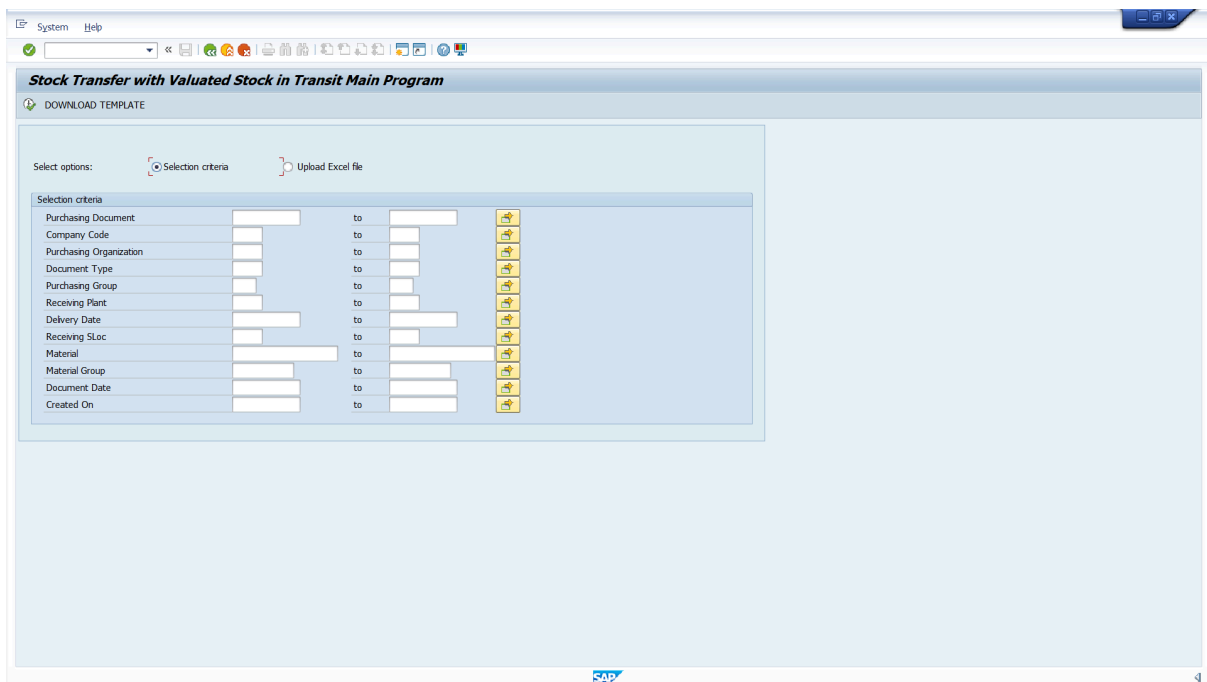 System Help
Stock Transfer with Valuated Stock in Transit Main Program
DOWNLOAD TEMPLATE
Select options: Selection criteria Upload Excel file
Selection criteria
Purchasing Document to
Company Code to
Purchasing Organization to
Document Type to
Purchasing Group to
Receiving Plant to
Delivery Date to
Receiving SLoc to
Material to
Material Group to
Document Date to
Created On to
SAP